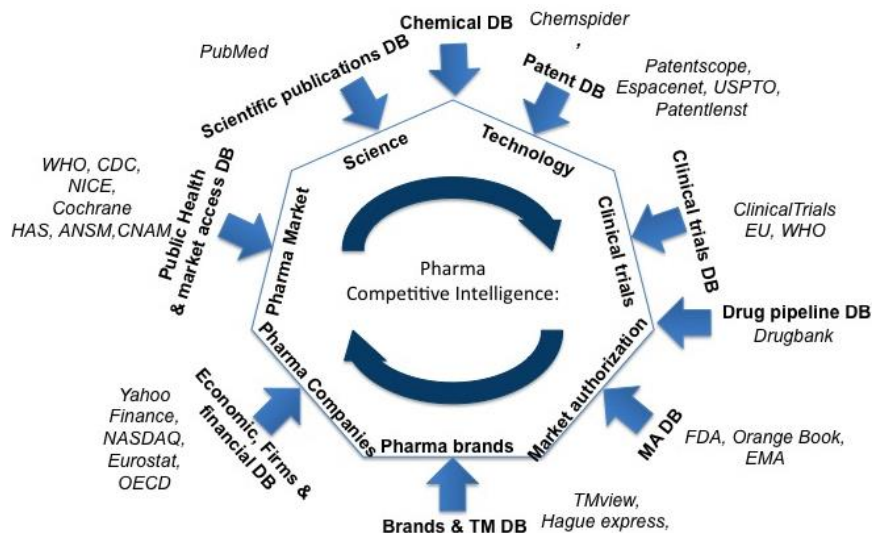 Chemical DB
Chemspider
,
PubMed
Scientific publications DB
Patent DB
Patentscope,
Espacenet, USPTO,
Patentlenst
Science
Technology
WHO, CDC,
NICE,
Cochrane
HAS, ANSM,CNAM
Public Health
& market access DB
Pharma Market
Clinical trials
Clinical trials DB
ClinicalTrials
EU, WHO
Pharma
Competitive Intelligence:
Drug pipeline DB
Drugbank
Yahoo
Finance,
NASDAQ,
Eurostat,
OECD
Economic, Firms &
financial DB
Pharma Companies
Pharma brands
Market authorization
MA DB
FDA, Orange Book,
EMA
Brands & TM DB
TMview,
Hague express,